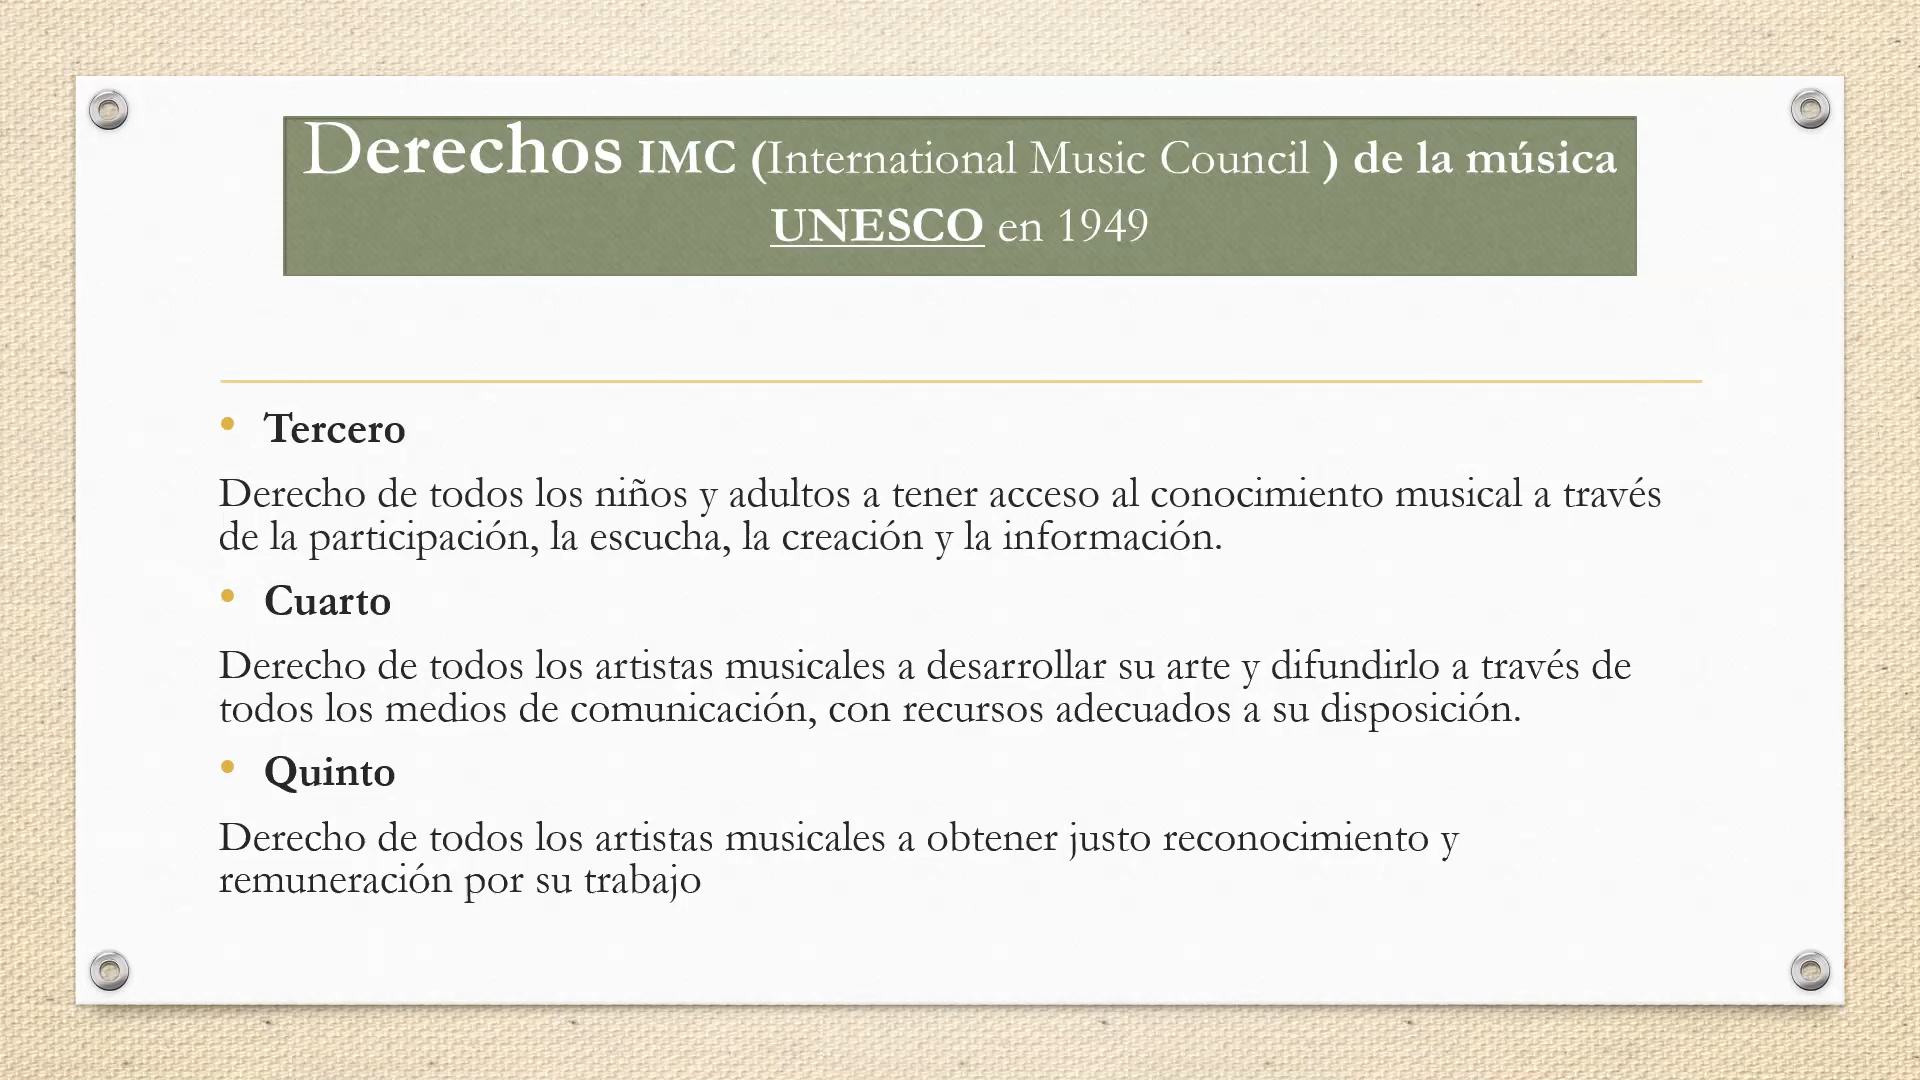 Derechos IMC (International Music Council ) de la música
UNESCO en 1949
• Tercero
Derecho de todos los niños y adultos a tener acceso al conocimiento musical a través
de la participación, la escucha, la creación y la información.
• Cuarto
Derecho de todos los artistas musicales a desarrollar su arte y difundirlo a través de
todos los medios de comunicación, con recursos adecuados a su disposición.
• Quinto
Derecho de todos los artistas musicales a obtener justo reconocimiento y
remuneración por su trabajo